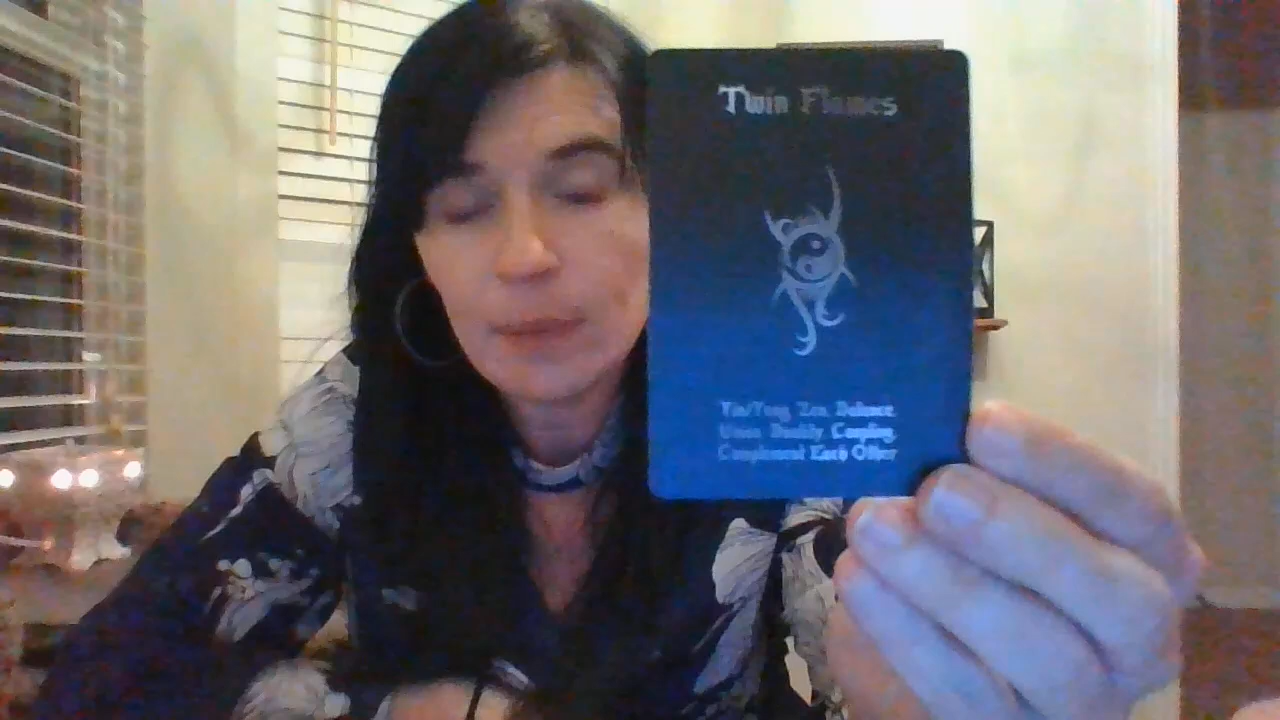 Twin Flames
Yin/Yang, Zen, Balance,
Union, Duality, Coupling,
Complement Each Other